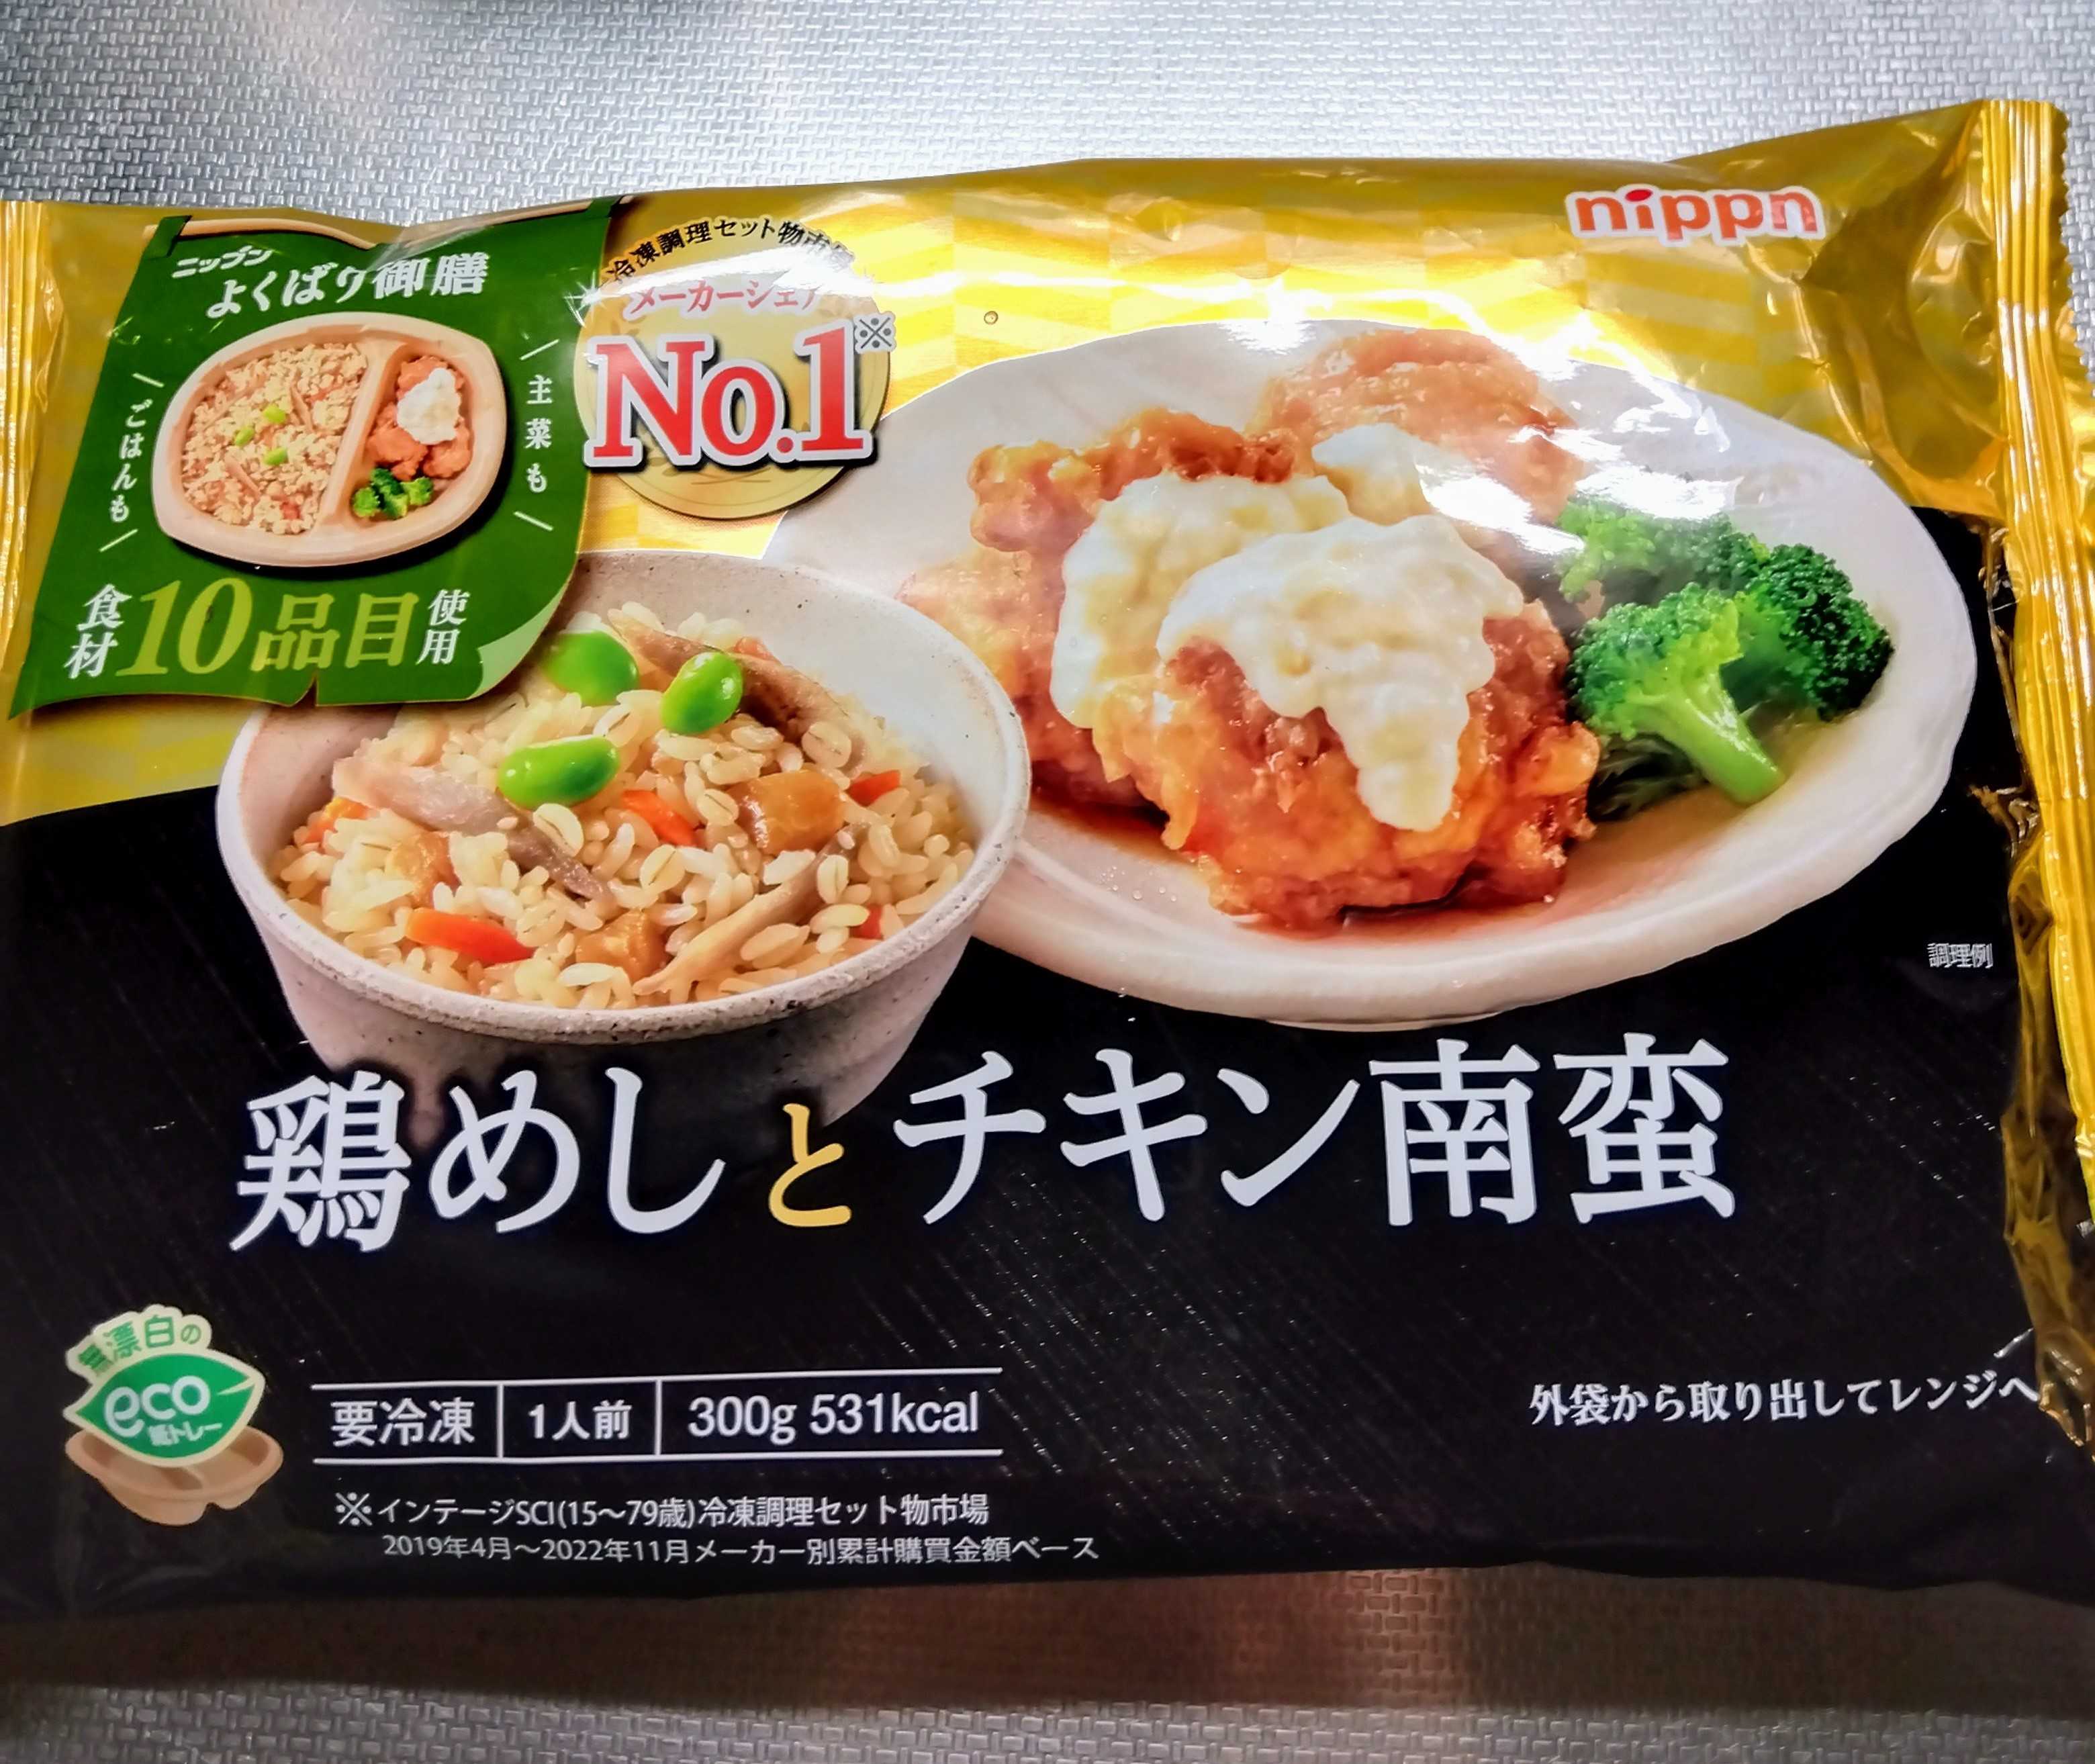 nippn
ニップン
よくばり御膳
ごはんも
主菜も
食材10品目使用
冷凍調理セット物市場
メーカーシェア
No.1※
調理例
鶏めしとチキン南蛮
無漂白の
eco
紙トレー
要冷凍 1人前 300g 531kcal
外袋から取り出してレンジへ
※インテージSCI(15〜79歳)冷凍調理セット物市場
2019年4月〜2022年11月メーカー別累計購買金額ベース